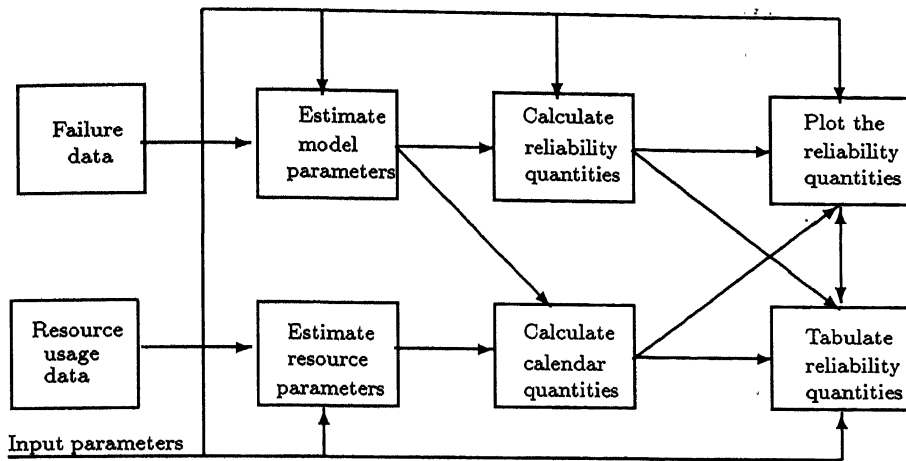 Failure
data
Estimate
model
parameters
Calculate
reliability
quantities
Plot the
reliability
quantities
Resource
usage
data
Estimate
resource
parameters
Calculate
calendar
quantities
Tabulate
reliability
quantities
Input parameters